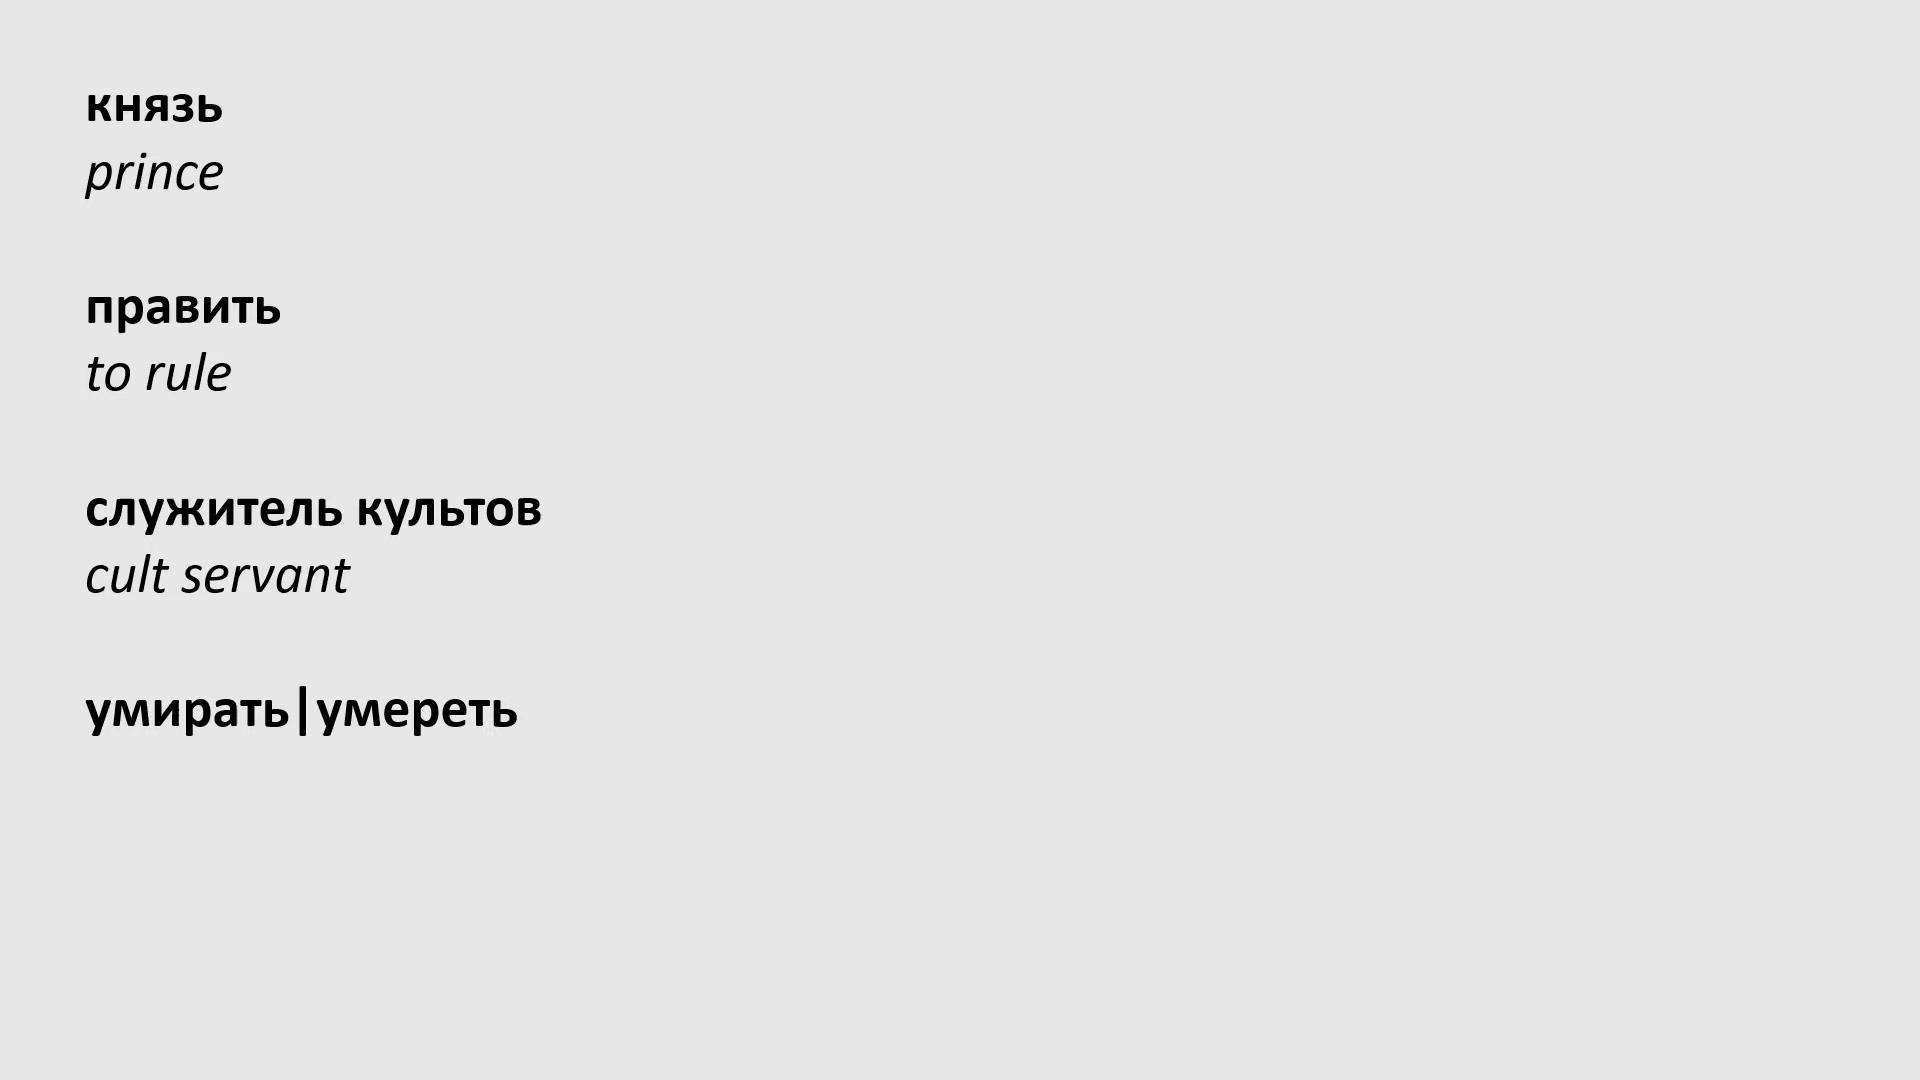 князь
prince
править
to rule
служитель культов
cult servant
умирать|умереть